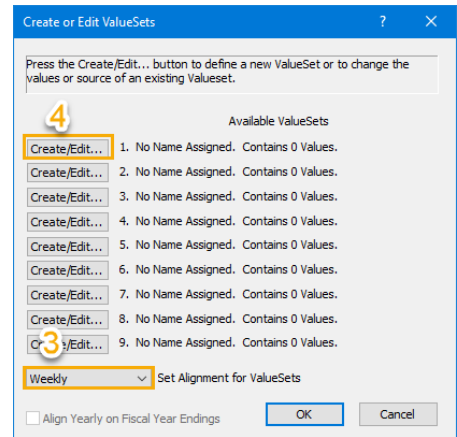 Create or Edit ValueSets ? ×
Press the Create/Edit... button to define a new ValueSet or to change the
values or source of an existing Valueset.
4
Available ValueSets
Create/Edit... 1. No Name Assigned. Contains 0 Values.
Create/Edit... 2. No Name Assigned. Contains 0 Values.
Create/Edit... 3. No Name Assigned. Contains 0 Values.
Create/Edit... 4. No Name Assigned. Contains 0 Values.
Create/Edit... 5. No Name Assigned. Contains 0 Values.
Create/Edit... 6. No Name Assigned. Contains 0 Values.
Create/Edit... 7. No Name Assigned. Contains 0 Values.
Create/Edit... 8. No Name Assigned. Contains 0 Values.
Create/Edit... 9. No Name Assigned. Contains 0 Values.
3
Weekly Set Alignment for ValueSets
Align Yearly on Fiscal Year Endings OK Cancel